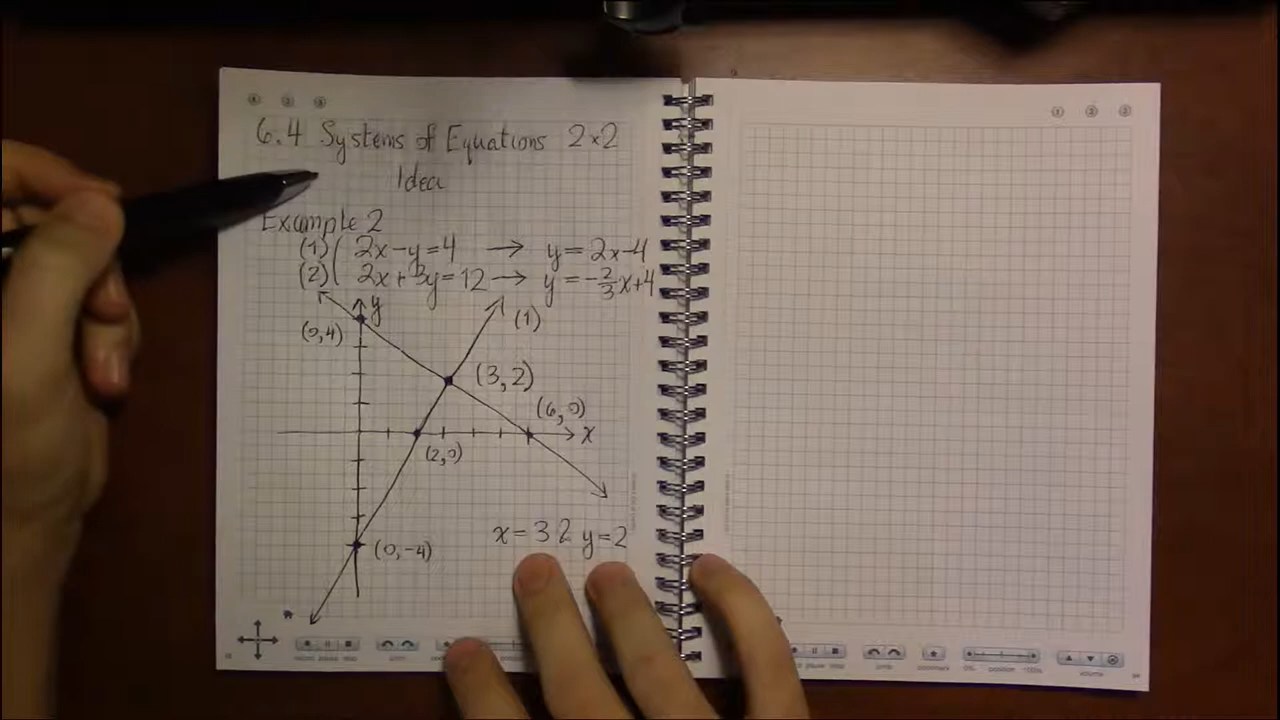 6.4 Systems of Equations 2×2
Idea
Example 2
(1) ( 2x-y=4 → y=2x-4
(2) ( 2x+3y=12 → y=-2/3x+4
y
(1)
(0,4)
(3,2)
(6,0)
x
(2,0)
x=3 2 y=2
(0,-4)